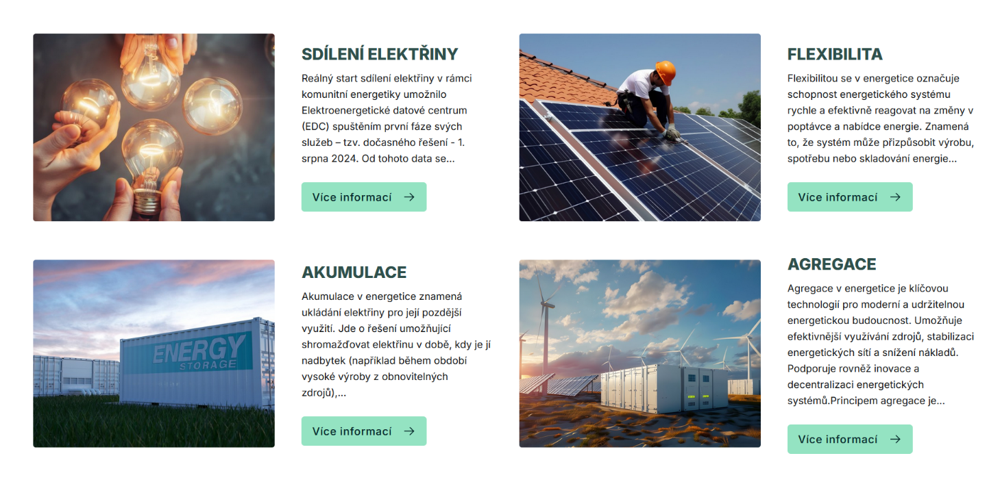 SDÍLENÍ ELEKTŘINY
Reálný start sdílení elektřiny v rámci
komunitní energetiky umožnilo
Elektroenergetické datové centrum
(EDC) spuštěním první fáze svých
služeb – tzv. dočasného řešení - 1.
srpna 2024. Od tohoto data se...
Více informací
FLEXIBILITA
Flexibilitou se v energetice označuje
schopnost energetického systému
rychle a efektivně reagovat na změny v
poptávce a nabídce energie. Znamená
to, že systém může přizpůsobit výrobu,
spotřebu nebo skladování energie...
Více informací
ENERGY
STORAGE
AKUMULACE
Akumulace v energetice znamená
ukládání elektřiny pro její pozdější
využití. Jde o řešení umožňující
shromažďovat elektřinu v době, kdy je jí
nadbytek (například během období
vysoké výroby z obnovitelných
zdrojů),...
Více informací
AGREGACE
Agregace v energetice je klíčovou
technologií pro moderní a udržitelnou
energetickou budoucnost. Umožňuje
efektivnější využívání zdrojů, stabilizaci
energetických sítí a snížení nákladů.
Podporuje rovněž inovace a
decentralizaci energetických
systémů.Principem agregace je...
Více informací